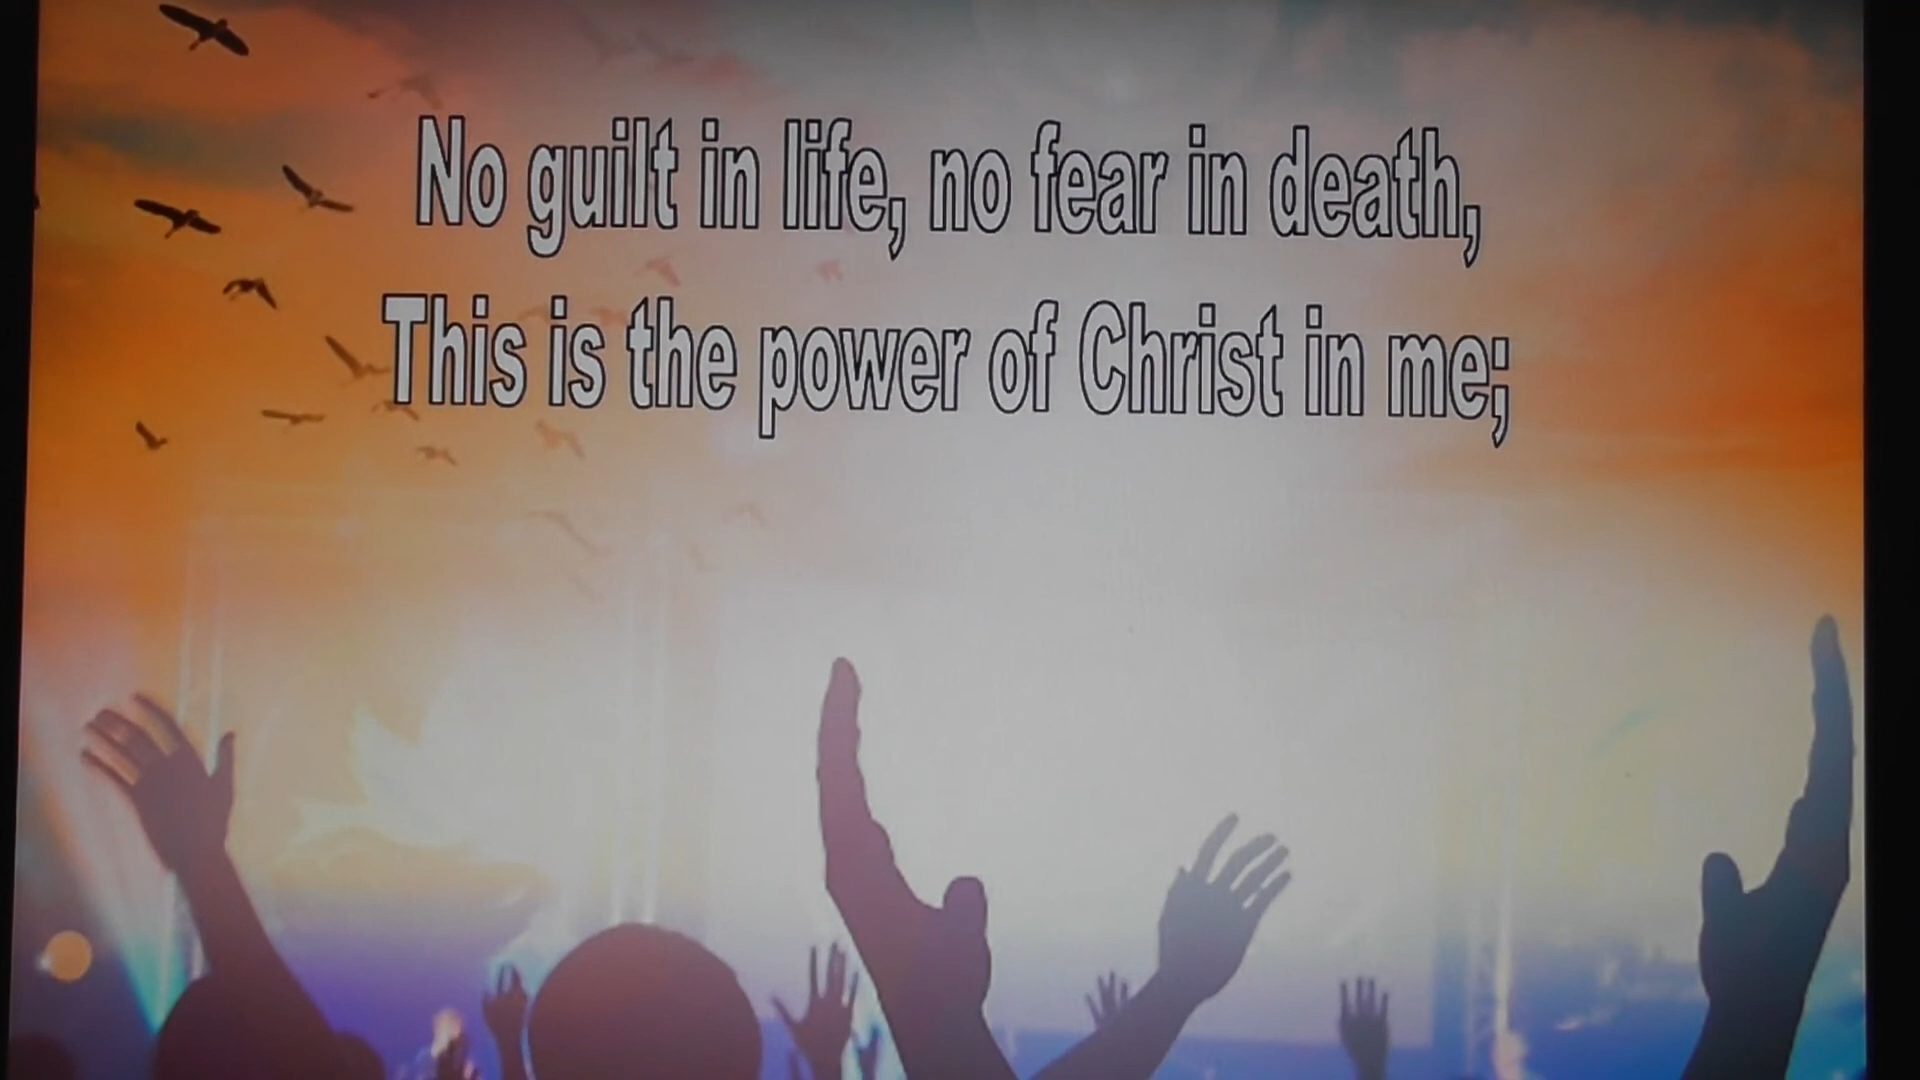 No guilt in life, no fear in death,
This is the power of Christ in me;